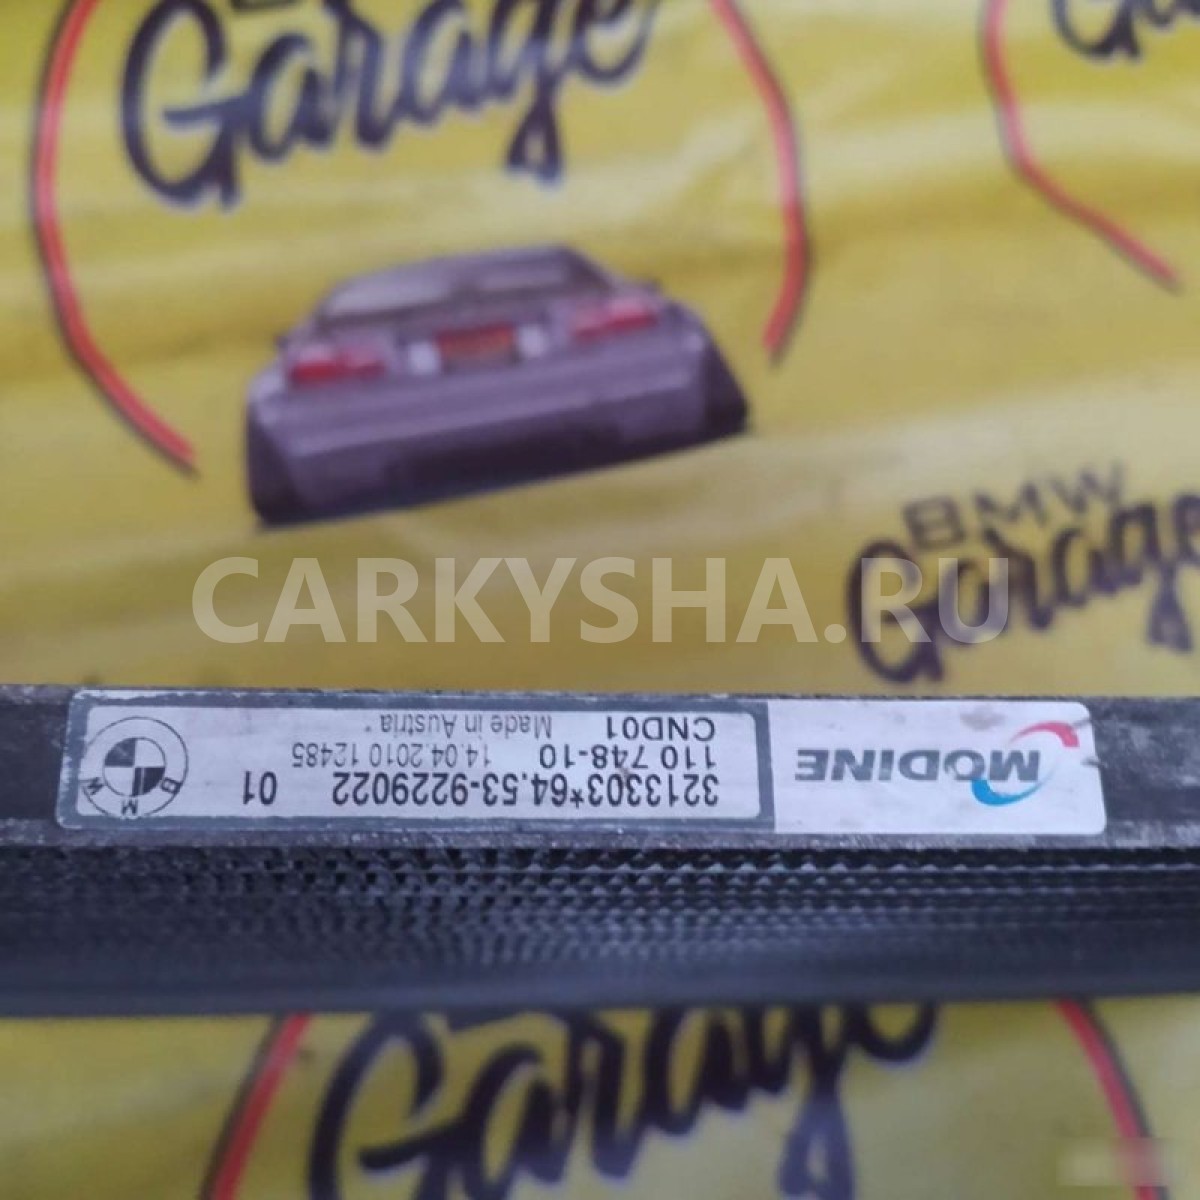 Garage
BMW
Garage
CARKYSHA.RU
MODINE
3213303*64.53-9229022 01
110 748-10 14.04.2010 12485
CND01 Made in Austria
BMW
Garage